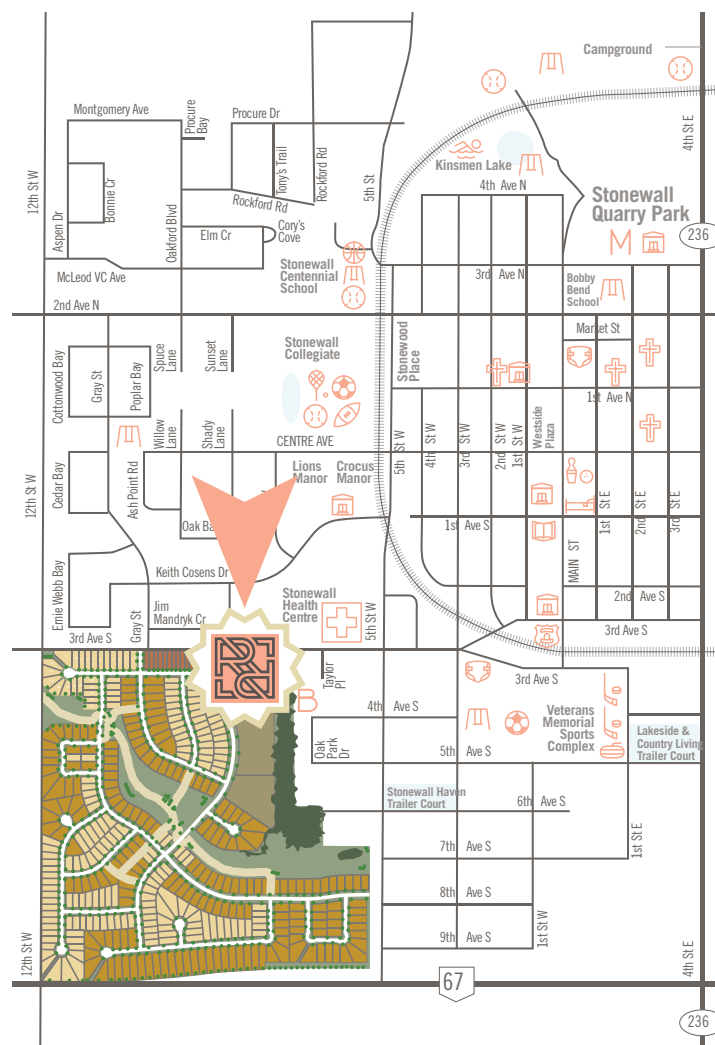 Campground
Montgomery Ave
Procure
Bay
Procure Dr
4th St E
Tony's Trail
Rockford Rd
5th St
Kinsmen Lake
12th St W
Bonnie Cr
Rockford Rd
4th Ave N
Stonewall
Quarry Park
Aspen Dr
Oakford Blvd
Elm Cr
Cory's
Cove
236
McLeod VC Ave
Stonewall
Centennial
School
3rd Ave N
Bobby
Bend
School
2nd Ave N
Market St
Cottonwood Bay
Gray St
Poplar Bay
Spuce
Lane
Sunset
Lane
Stonewall
Collegiate
Stonewood
Place
1st Ave N
Willow
Lane
Shady
Lane
CENTRE AVE
5th St W
4th St W
3rd St W
2nd St W
1st St W
Westside
Plaza
12th St W
Cedar Bay
Ash Point Rd
Lions
Manor
Crocus
Manor
1st St E
2nd St E
3rd St E
Oak Ba
1st Ave S
MAIN ST
Ernie Webb Bay
Keith Cosens Dr
Stonewall
Health
Centre
5th St W
2nd Ave S
Gray St
Jim
Mandryk Cr
3rd Ave S
3rd Ave S
Taylor
Pl
3rd Ave S
4th Ave S
Veterans
Memorial
Sports
Complex
Oak
Park
Dr
5th Ave S
Lakeside &
Country Living
Trailer Court
Stonewall Haven
Trailer Court
6th Ave S
7th Ave S
1st St E
8th Ave S
9th Ave S
1st St W
12th St W
4th St E
67
236